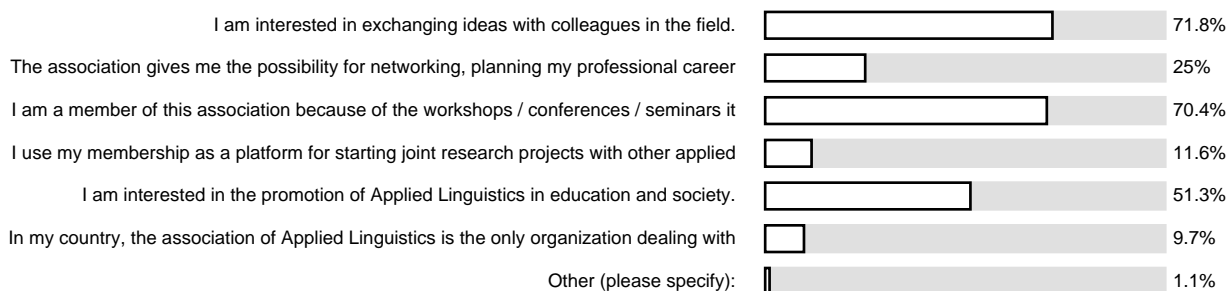 I am interested in exchanging ideas with colleagues in the field. 71.8%
The association gives me the possibility for networking, planning my professional career 25%
I am a member of this association because of the workshops / conferences / seminars it 70.4%
I use my membership as a platform for starting joint research projects with other applied 11.6%
I am interested in the promotion of Applied Linguistics in education and society. 51.3%
In my country, the association of Applied Linguistics is the only organization dealing with 9.7%
Other (please specify): 1.1%